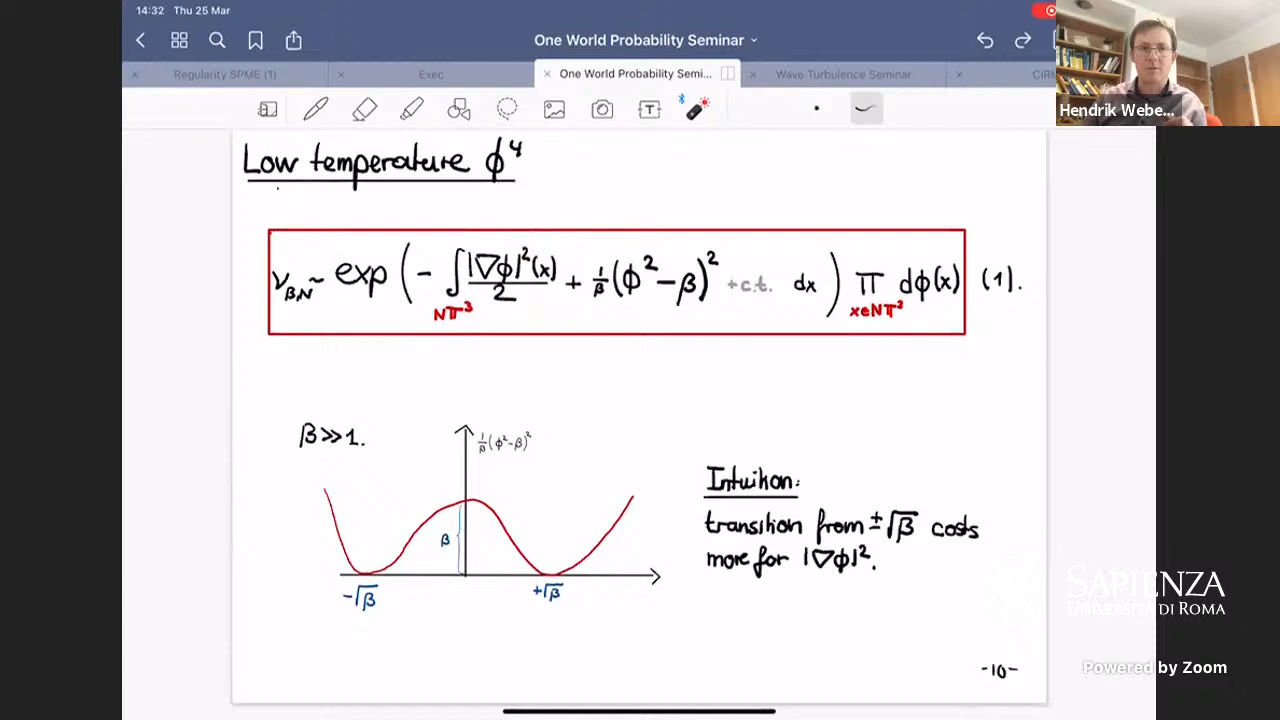 14:32 Thu 25 Mar
One World Probability Seminar
Regularity SPME (1)
Exec
One World Probability Semi...
Wave Turbulence Seminar
CIRM
Hendrik Webe...
Low temperature ϕ⁴
ν_{β,N} ~ exp ( - ∫_{N𝕋³} |∇ϕ|²(x)/2 + 1/β (ϕ² - β)² + c.t. dx ) ∏_{x∈N𝕋³} dϕ(x) (1).
β >> 1.
1/β (ϕ² - β)²
Intuition:
transition from ±√β costs
more for |∇ϕ|².
β
-√β
+√β
SAPIENZA
UNIVERSITÀ DI ROMA
Powered by Zoom
-10-